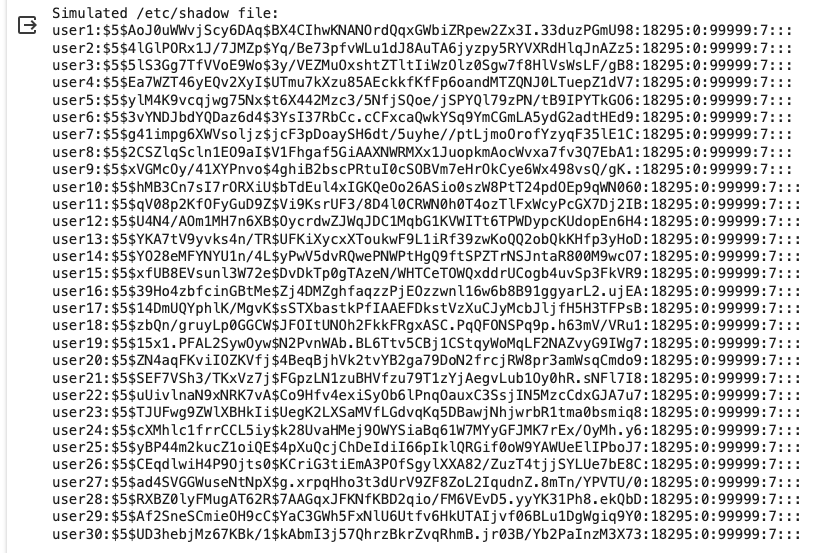 Simulated /etc/shadow file:
user1:$5$AoJ0uWWvjScy6DAq$BX4CIhwKNANOrdQqxGWbiZRpew2Zx3I.33duzPGmU98:18295:0:99999:7:::
user2:$5$4lGlPORx1J/7JMZp$Yq/Be73pfvWLu1dJ8AuTA6jyzpy5RYVXRdHlqJnAZz5:18295:0:99999:7:::
user3:$5$5lS3Gg7TfVVoE9Wo$3y/VEZMuOxshtZTltIiWzOlz0Sgw7f8HlVsWsLF/gB8:18295:0:99999:7:::
user4:$5$Ea7WZT46yEQv2XyI$UTmu7kXzu85AEckkfKfFp6oandMTZQNJ0LTuepZ1dV7:18295:0:99999:7:::
user5:$5$ylM4K9vcqjwg75Nx$t6X442Mzc3/5NfjSQoe/jSPYQl79zPN/tB9IPYTkGO6:18295:0:99999:7:::
user6:$5$3vYNDJbdYQDaz6d4$3YsI37RbCc.cCFxcaQwkYSq9YmCGmLA5ydG2adtHEd9:18295:0:99999:7:::
user7:$5$g41impg6XWVsoljz$jcF3pDoaySH6dt/5uyhe//ptLjmoOrofYzyqF35lE1C:18295:0:99999:7:::
user8:$5$2CSZlqScln1EO9aI$V1Fhgaf5GiAAXNWRMXx1JuopkmAocWvxa7fv3Q7EbA1:18295:0:99999:7:::
user9:$5$xVGMcOy/41XYPnvo$4ghiB2bscPRtuI0cSOBVm7eHrOkCye6Wx498vsQ/gK.:18295:0:99999:7:::
user10:$5$hMB3Cn7sI7rORXiU$bTdEul4xIGKQeOo26ASio0szW8PtT24pdOEp9qWN060:18295:0:99999:7:::
user11:$5$qV08p2KfOFyGuD9Z$Vi9KsrUF3/8D4l0CRWN0h0T4ozTlFxWcyPcGX7Dj2IB:18295:0:99999:7:::
user12:$5$U4N4/AOm1MH7n6XB$OycrdwZJWqJDC1MqbG1KVWITt6TPWDypcKUdopEn6H4:18295:0:99999:7:::
user13:$5$YKA7tV9yvks4n/TR$UFKiXycxXToukwF9L1iRf39zwKoQQ2obQkKHfp3yHoD:18295:0:99999:7:::
user14:$5$YO28eMFYNYU1n/4L$yPwV5dvRQwePNWPtHgQ9ftSPZTrNSJntaR800M9wcO7:18295:0:99999:7:::
user15:$5$xfUB8EVsunl3W72e$DvDkTp0gTAzeN/WHTCeTOWQxddrUCogb4uvSp3FkVR9:18295:0:99999:7:::
user16:$5$39Ho4zbfcinGBtMe$Zj4DMZghfaqzzPjEOzzwnl16w6b8B91ggyarL2.ujEA:18295:0:99999:7:::
user17:$5$14DmUQYphlK/MgvK$sSTXbastkPfIAAEFDkstVzXuCJyMcbJljfH5H3TFPsB:18295:0:99999:7:::
user18:$5$zbQn/gruyLp0GGCW$JFOItUNOh2FkkFRgxASC.PqQFONSPq9p.h63mV/VRu1:18295:0:99999:7:::
user19:$5$15x1.PFAL2SywOyw$N2PvnWAb.BL6Ttv5CBj1CStqyWoMqLF2NAZvyG9IWg7:18295:0:99999:7:::
user20:$5$ZN4aqFKviIOZKVfj$4BeqBjhVk2tvYB2ga79DoN2frcjRW8pr3amWsqCmdo9:18295:0:99999:7:::
user21:$5$SEF7VSh3/TKxVz7j$FGpzLN1zuBHVfzu79T1zYjAegvLub1Oy0hR.sNFl7I8:18295:0:99999:7:::
user22:$5$uUivlnaN9xNRK7vA$Co9Hfv4exiSyOb6lPnqOauxC3SsjIN5MzcCdxGJA7u7:18295:0:99999:7:::
user23:$5$TJUFwg9ZWlXBHkIi$UegK2LXSaMVfLGdvqKq5DBawjNhjwrbR1tma0bsmiq8:18295:0:99999:7:::
user24:$5$cXMhlc1frrCCL5iy$k28UvaHMej9OWYSiaBq61W7MYyGFJMK7rEx/OyMh.y6:18295:0:99999:7:::
user25:$5$yBP44m2kucZ1oiQE$4pXuQcjChDeIdiI66pIklQRGif0oW9YAWUeElIPboJ7:18295:0:99999:7:::
user26:$5$CEqdlwiH4P9Ojts0$KCriG3tiEmA3POfSgylXXA82/ZuzT4tjjSYLUe7bE8C:18295:0:99999:7:::
user27:$5$ad4SVGGWuseNtNpX$g.xrpqHho3t3dUrV9ZF8ZoL2IqudnZ.8mTn/YPVTU/0:18295:0:99999:7:::
user28:$5$RXBZ0lyFMugAT62R$7AAGqxJFKNfKBD2qio/FM6VEvD5.yyYK31Ph8.ekQbD:18295:0:99999:7:::
user29:$5$Af2SneSCmieOH9cC$YaC3GWh5FxNlU6Utfv6HkUTAIjvf06BLu1DgWgiq9Y0:18295:0:99999:7:::
user30:$5$UD3hebjMz67KBk/1$kAbmI3j57QhrzBkrZvqRhmB.jr03B/Yb2PaInzM3X73:18295:0:99999:7:::